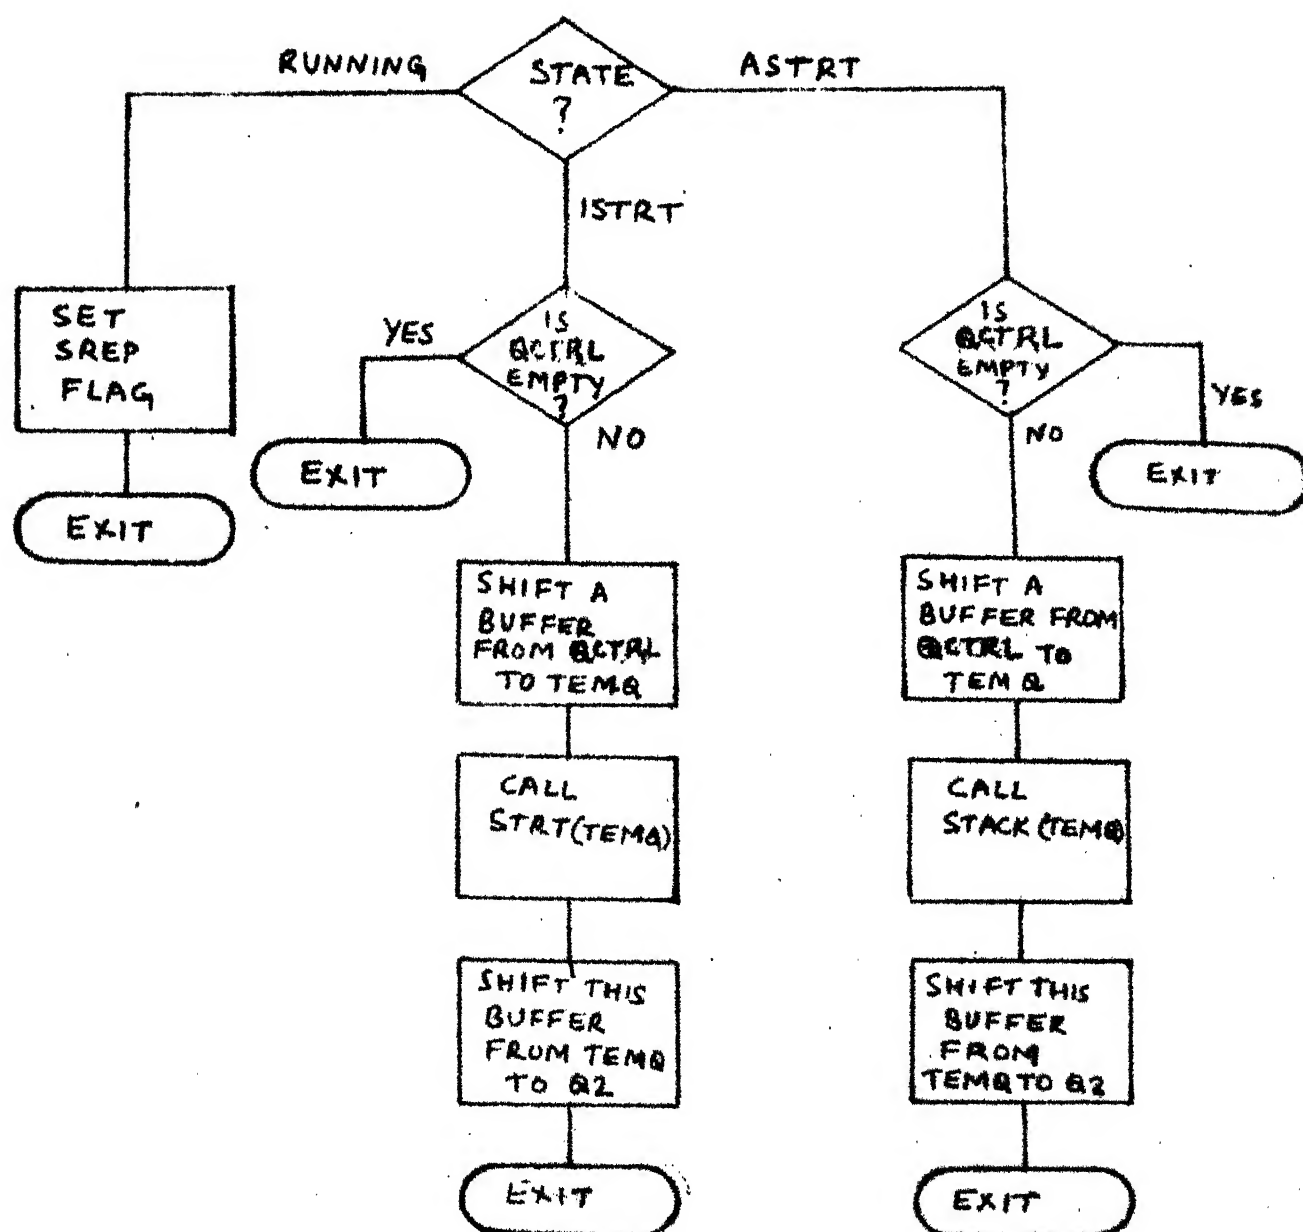 RUNNING
STATE
?
ASTRT
ISTRT
SET
SREP
FLAG
EXIT
YES
IS
QCTRL
EMPTY
?
NO
EXIT
IS
QCTRL
EMPTY
?
YES
NO
EXIT
SHIFT A
BUFFER
FROM QCTRL
TO TEMQ
CALL
STRT(TEMQ)
SHIFT THIS
BUFFER
FROM TEMQ
TO Q2
EXIT
SHIFT A
BUFFER FROM
QCTRL TO
TEMQ
CALL
STACK(TEMQ)
SHIFT THIS
BUFFER
FROM
TEMQ TO Q2
EXIT